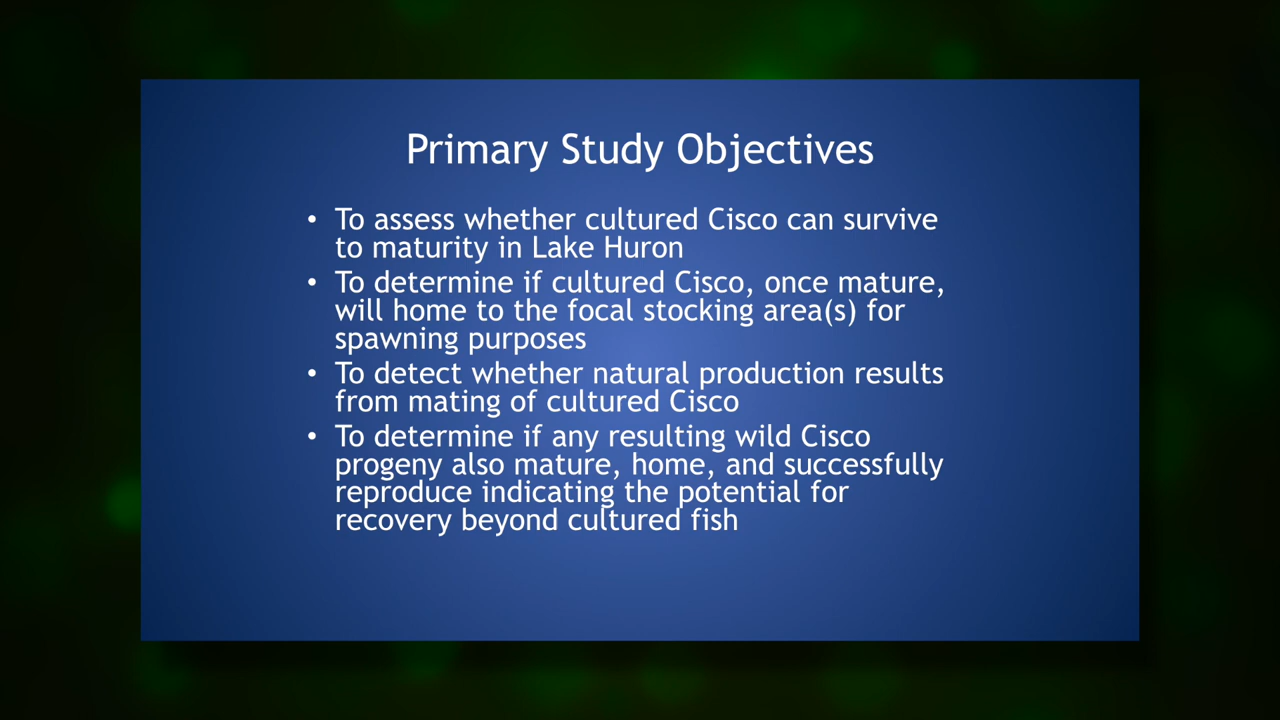 Primary Study Objectives
• To assess whether cultured Cisco can survive
to maturity in Lake Huron
• To determine if cultured Cisco, once mature,
will home to the focal stocking area(s) for
spawning purposes
• To detect whether natural production results
from mating of cultured Cisco
• To determine if any resulting wild Cisco
progeny also mature, home, and successfully
reproduce indicating the potential for
recovery beyond cultured fish